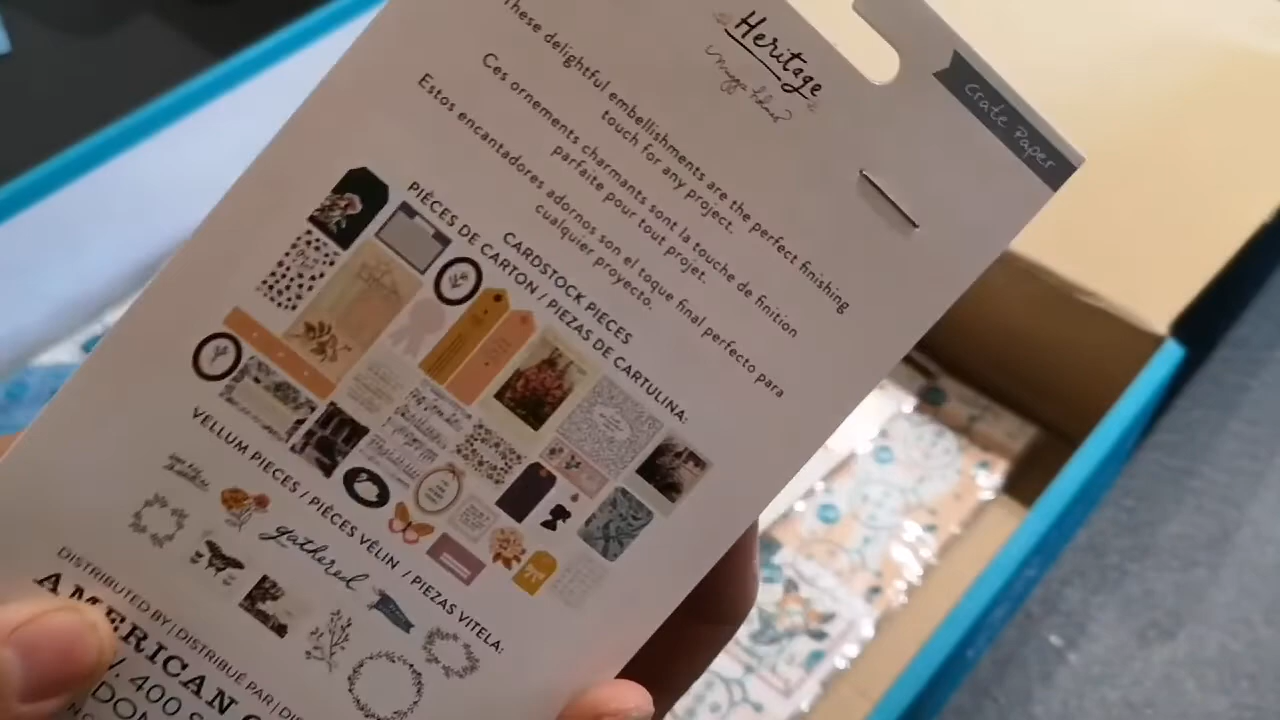 Heritage
Crate Paper
These delightful embellishments are the perfect finishing
touch for any project.
Ces ornements charmants sont la touche de finition
parfaite pour tout projet.
Estos encantadores adornos son el toque final perfecto para
cualquier proyecto.
CARDSTOCK PIECES
PIÈCES DE CARTON / PIEZAS DE CARTULINA:
VELLUM PIECES / PIÈCES VÉLIN / PIEZAS VITELA:
gathered
DISTRIBUTED BY | DISTRIBUÉ PAR |
AMERICAN
400